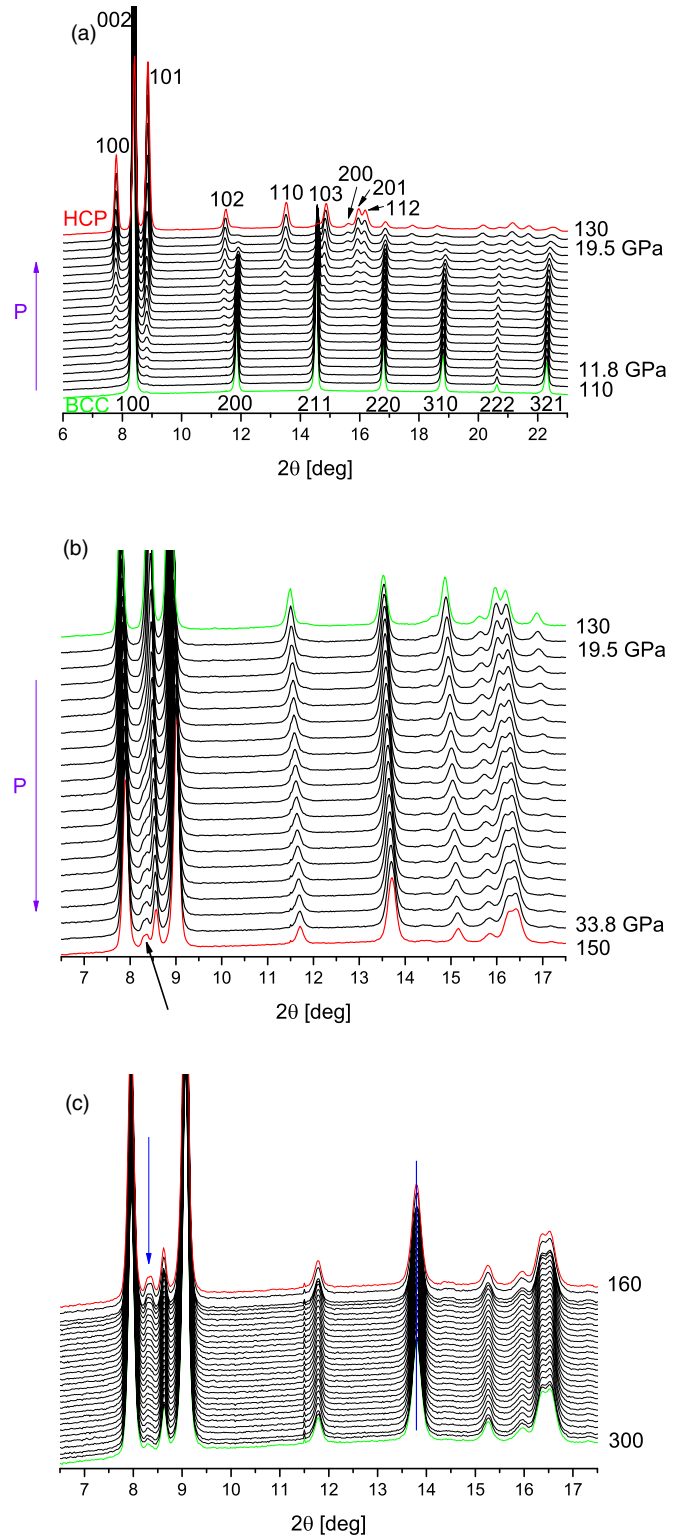 (a)
002
101
100
102
110
103
200
201
112
HCP
130
19.5 GPa
P
11.8 GPa
110
BCC
100
200
211
220
310
222
321
6 8 10 12 14 16 18 20 22
2θ [deg]
(b)
130
19.5 GPa
P
33.8 GPa
150
7 8 9 10 11 12 13 14 15 16 17
2θ [deg]
(c)
160
300
7 8 9 10 11 12 13 14 15 16 17
2θ [deg]